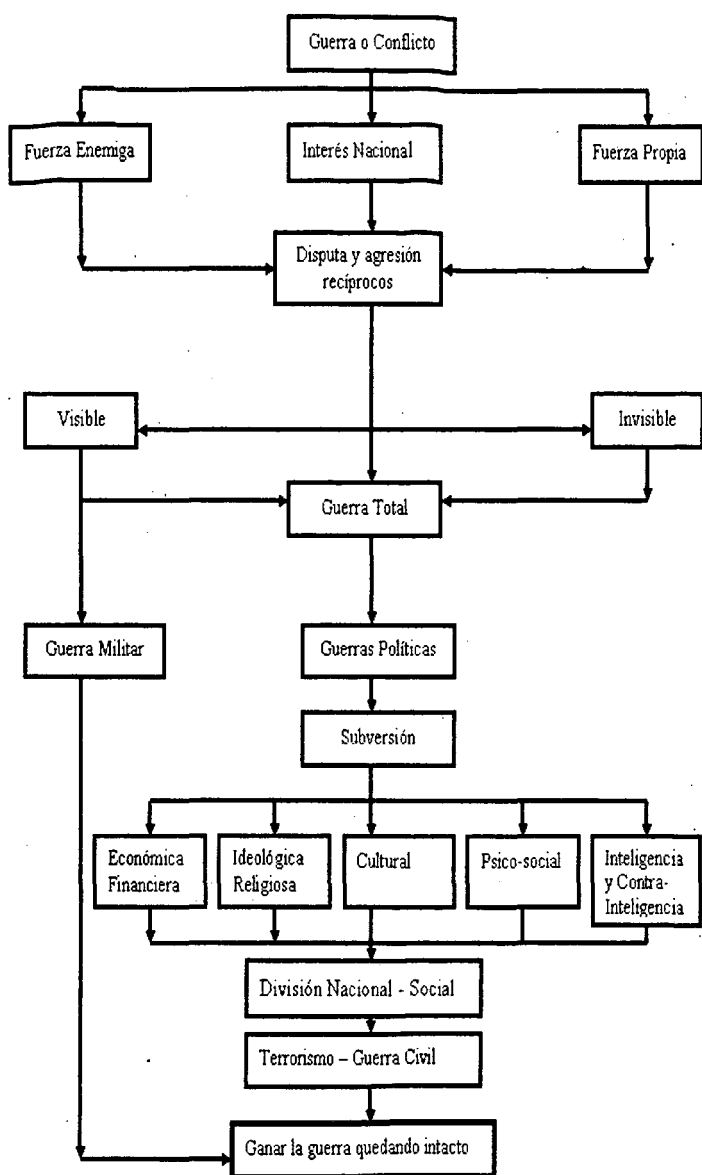 Guerra o Conflicto
Fuerza Enemiga
Interés Nacional
Fuerza Propia
Disputa y agresión
recíprocos
Visible
Invisible
Guerra Total
Guerra Militar
Guerras Políticas
Subversión
Económica
Financiera
Ideológica
Religiosa
Cultural
Psico-social
Inteligencia
y Contra-
Inteligencia
División Nacional - Social
Terrorismo – Guerra Civil
Ganar la guerra quedando intacto